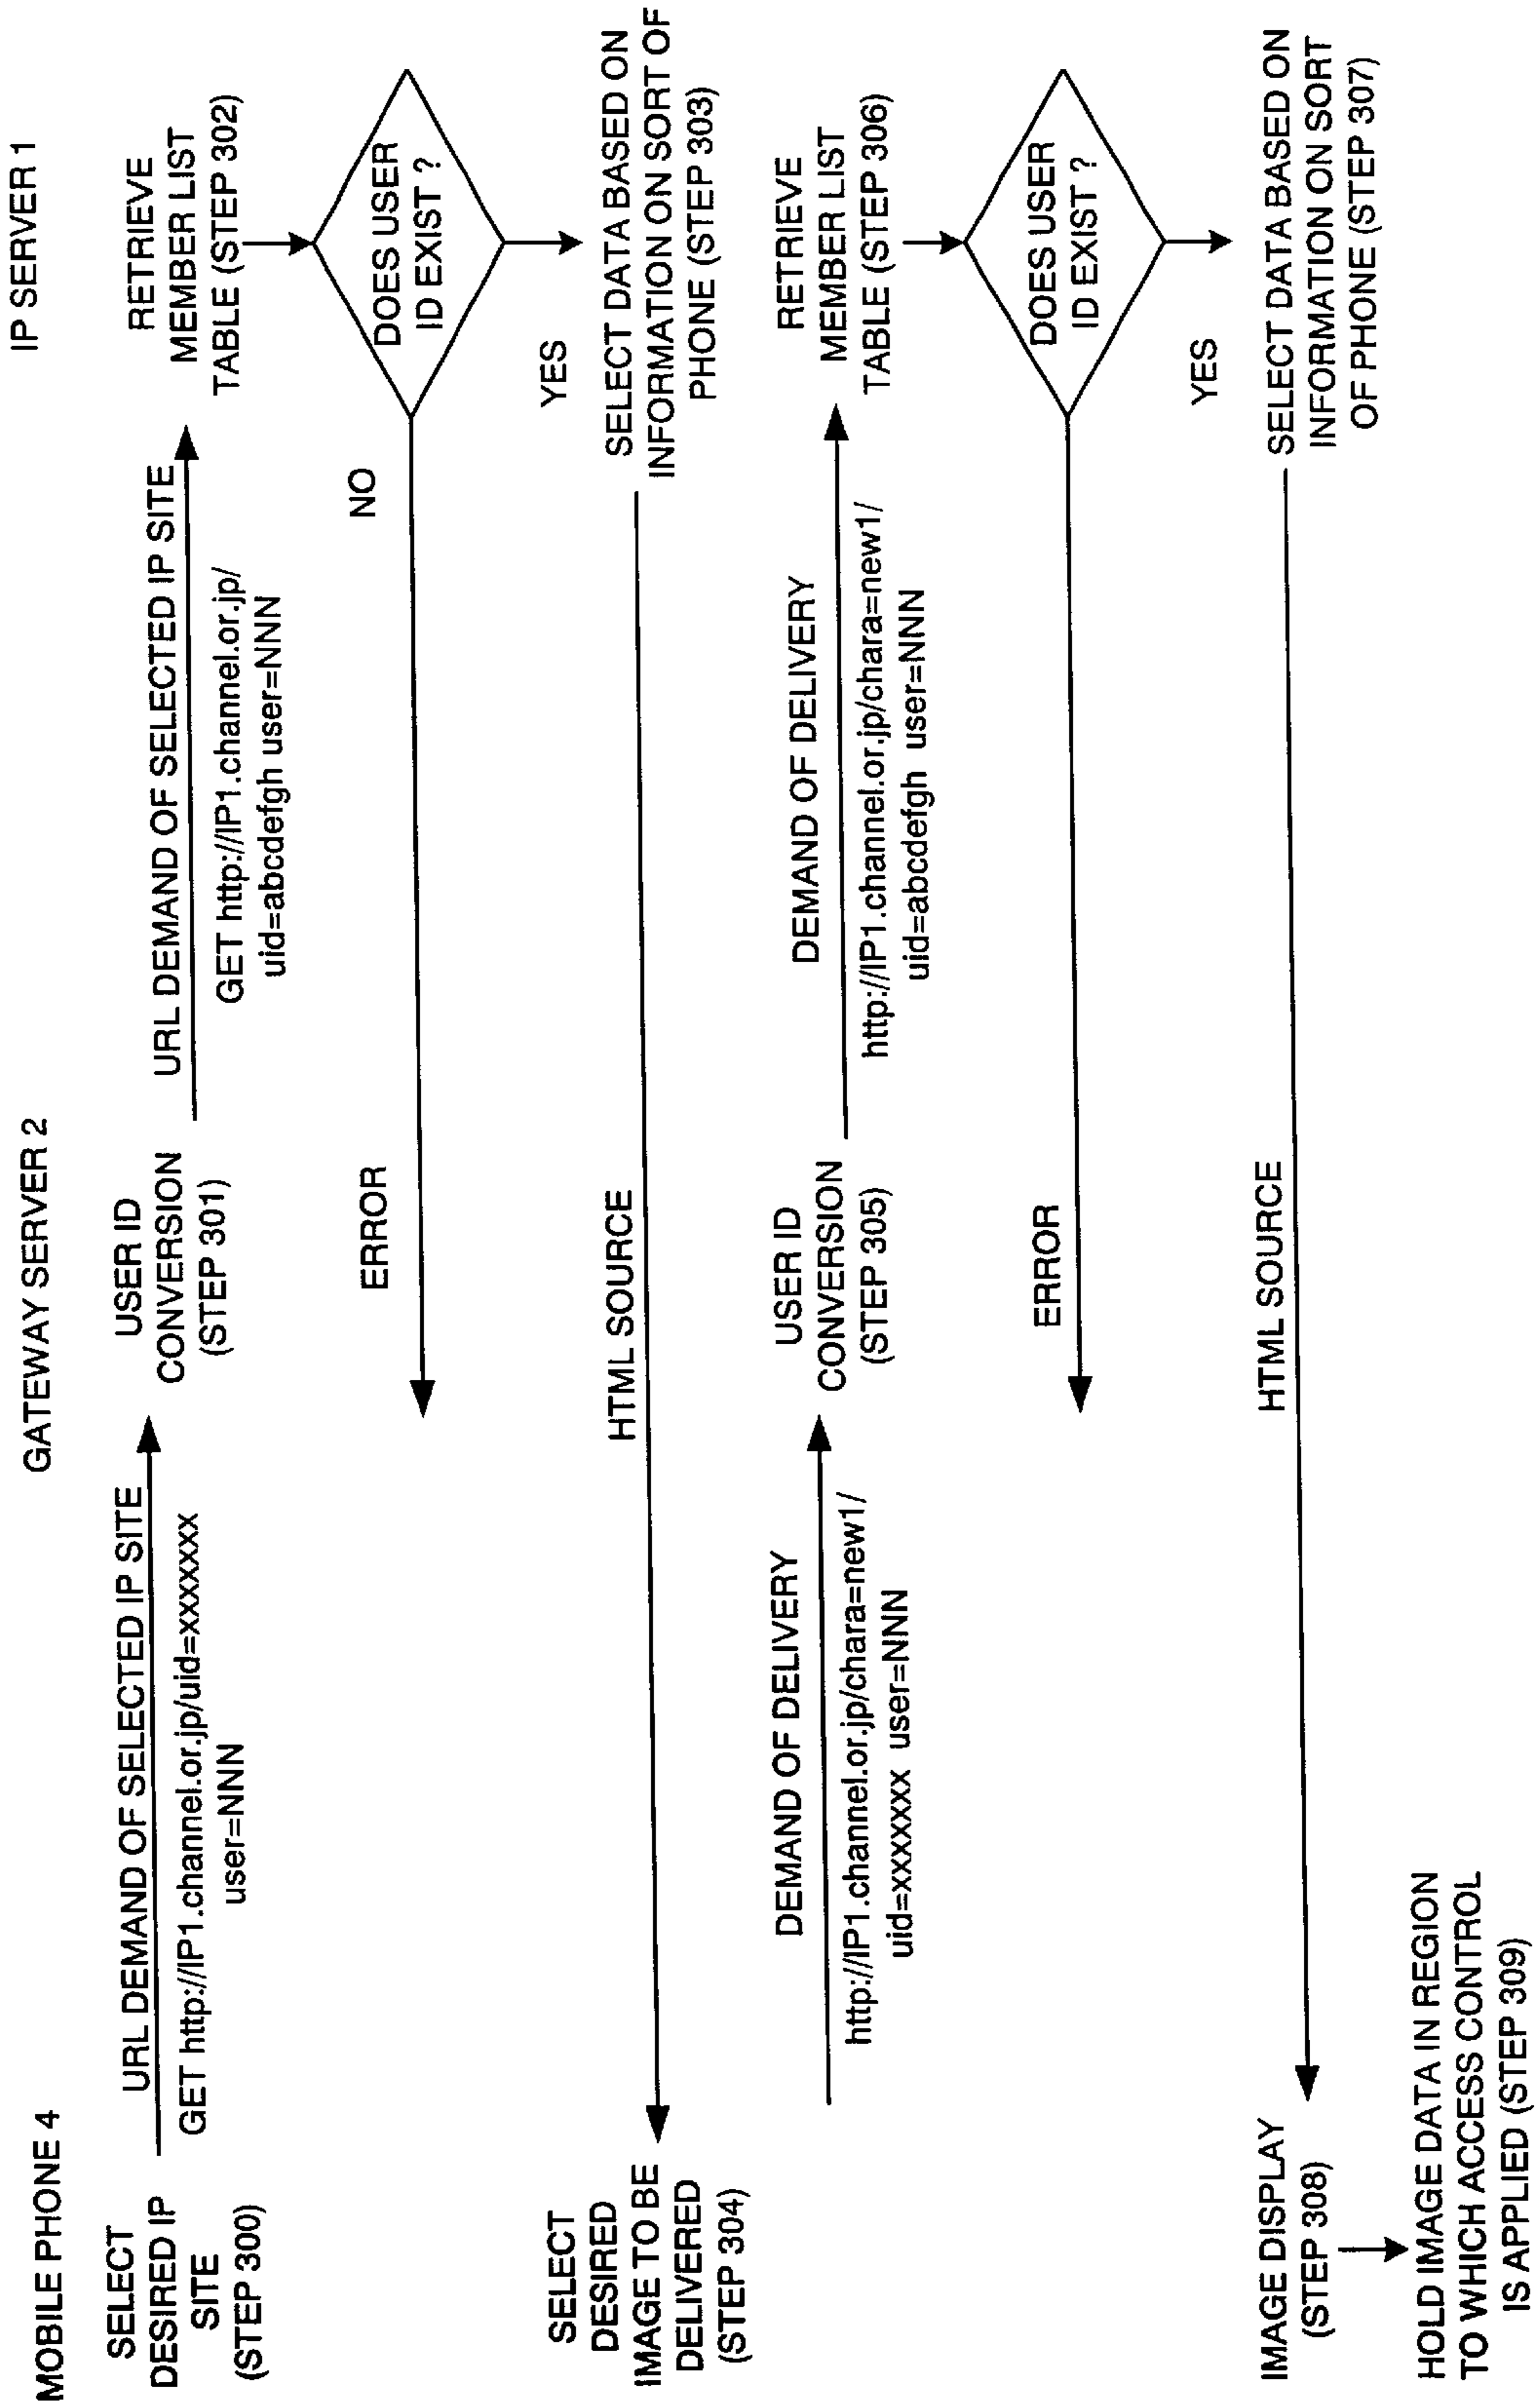 MOBILE PHONE 4
GATEWAY SERVER 2
IP SERVER 1
SELECT
DESIRED IP
SITE
(STEP 300)
URL DEMAND OF SELECTED IP SITE
GET http://IP1.channel.or.jp/uid=xxxxxx
user=NNN
USER ID
CONVERSION
(STEP 301)
URL DEMAND OF SELECTED IP SITE
GET http://IP1.channel.or.jp/
uid=abcdefgh user=NNN
RETRIEVE
MEMBER LIST
TABLE (STEP 302)
DOES USER
ID EXIST ?
NO
ERROR
YES
SELECT DATA BASED ON
INFORMATION ON SORT OF
PHONE (STEP 303)
HTML SOURCE
SELECT
DESIRED
IMAGE TO BE
DELIVERED
(STEP 304)
DEMAND OF DELIVERY
http://IP1.channel.or.jp/chara=new1/
uid=xxxxxx user=NNN
USER ID
CONVERSION
(STEP 305)
DEMAND OF DELIVERY
http://IP1.channel.or.jp/chara=new1/
uid=abcdefgh user=NNN
RETRIEVE
MEMBER LIST
TABLE (STEP 306)
DOES USER
ID EXIST ?
ERROR
YES
SELECT DATA BASED ON
INFORMATION ON SORT
OF PHONE (STEP 307)
HTML SOURCE
IMAGE DISPLAY
(STEP 308)
HOLD IMAGE DATA IN REGION
TO WHICH ACCESS CONTROL
IS APPLIED (STEP 309)